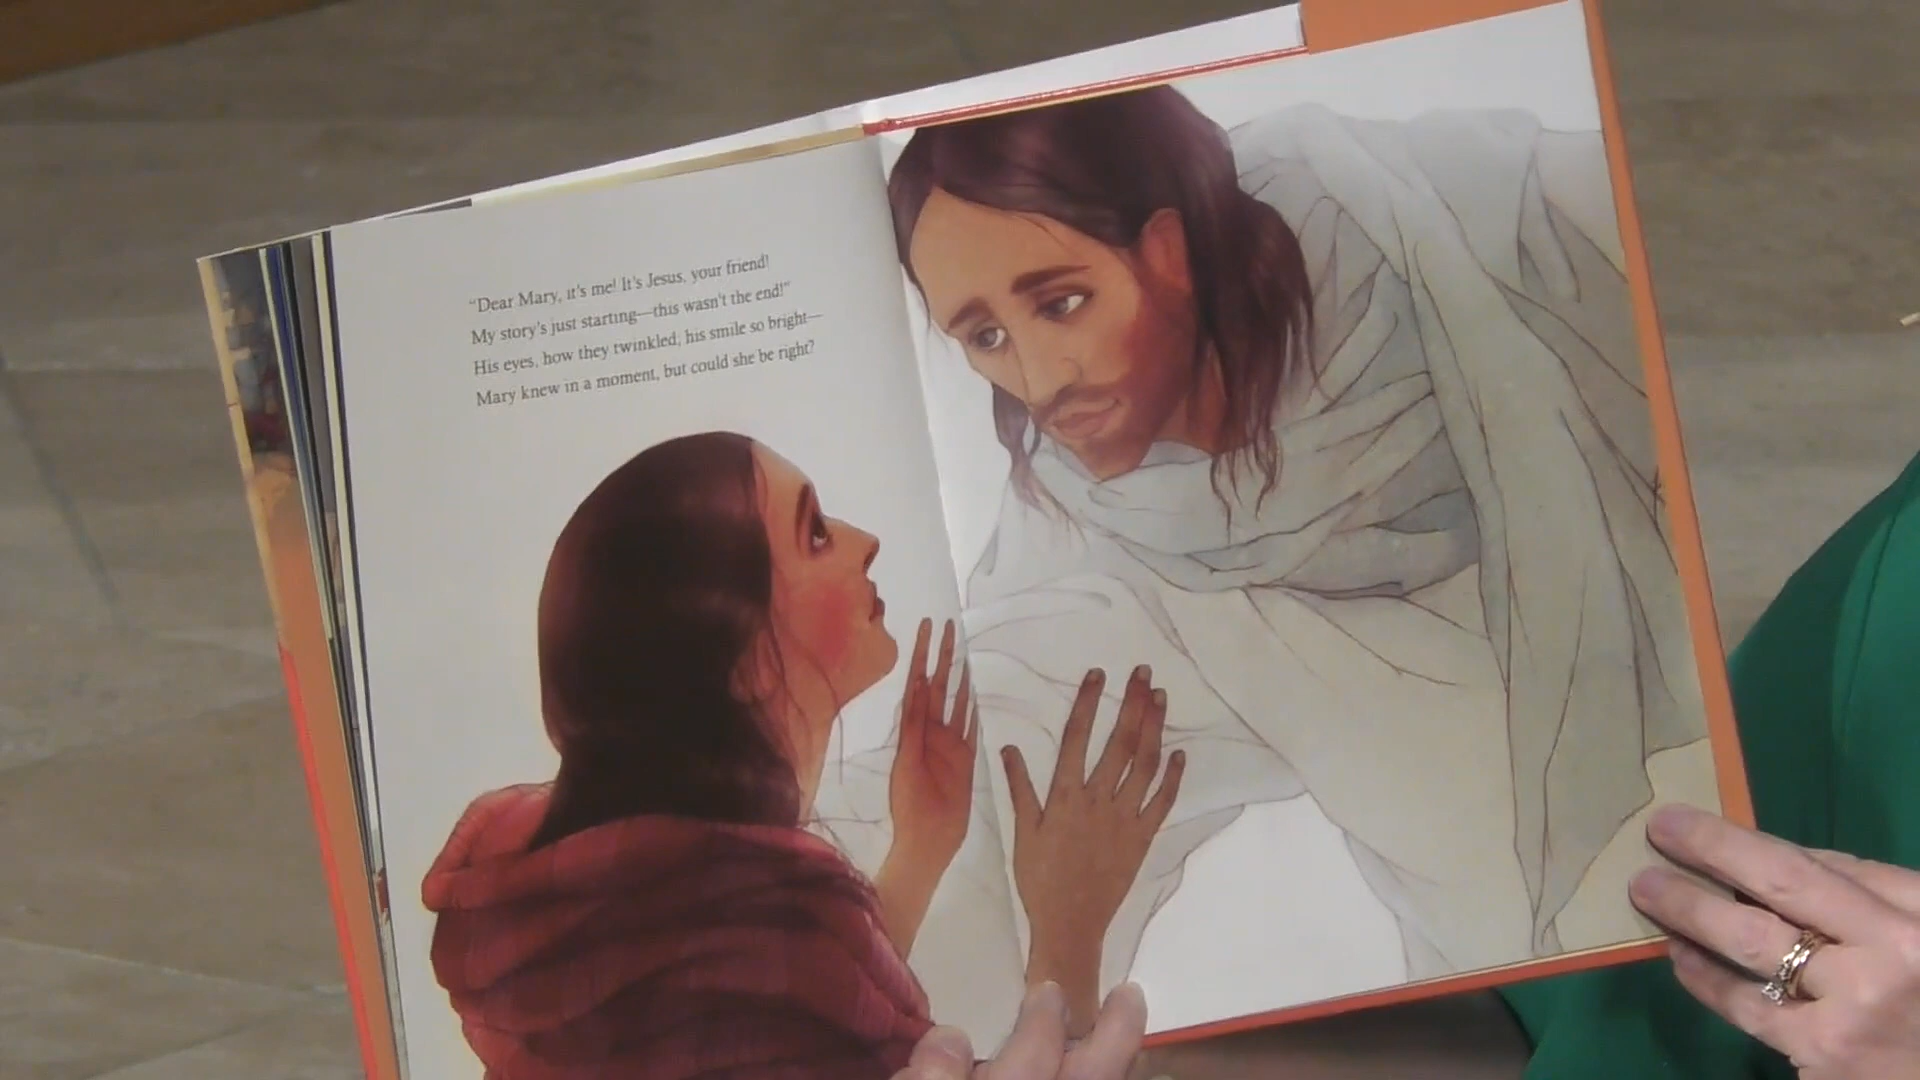 "Dear Mary, it's me! It's Jesus, your friend!
My story's just starting—this wasn't the end!"
His eyes, how they twinkled; his smile so bright—
Mary knew in a moment, but could she be right?